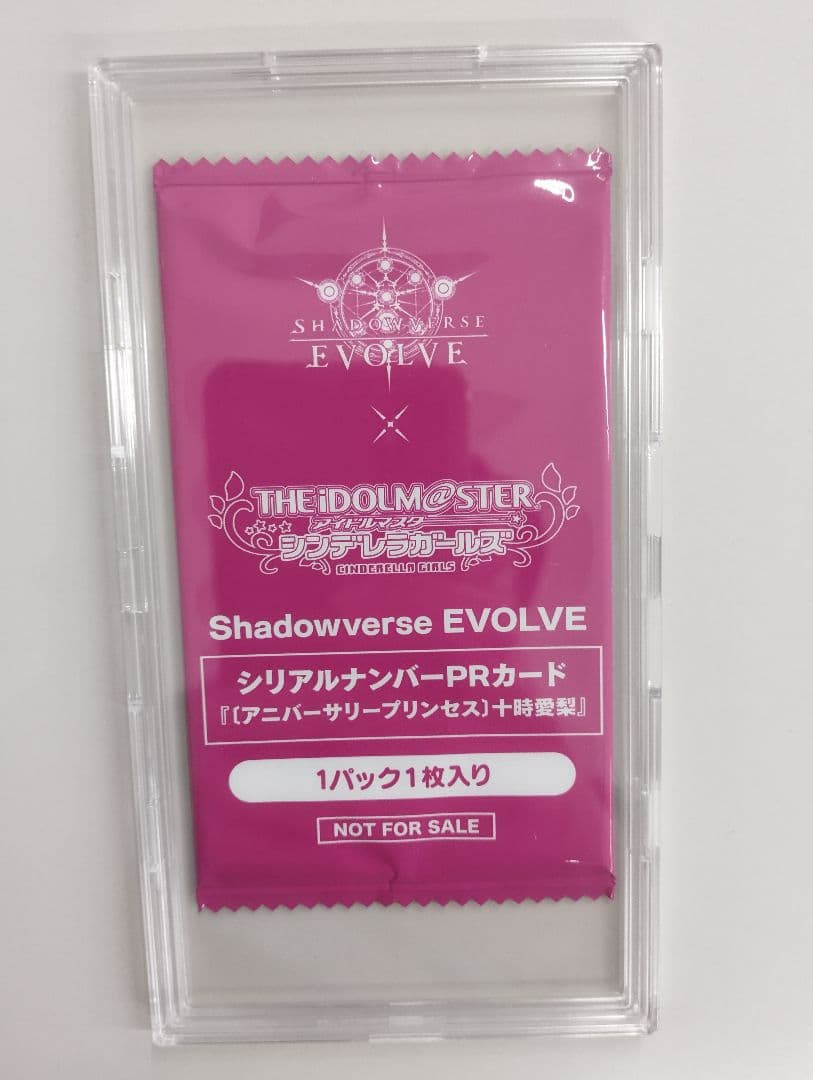 SHADOWVERSE
EVOLVE
THE iDOLM@STER
アイドルマスター
シンデレラガールズ
CINDERELLA GIRLS
Shadowverse EVOLVE
シリアルナンバーPRカード
『〔アニバーサリープリンセス〕十時愛梨』
1パック1枚入り
NOT FOR SALE